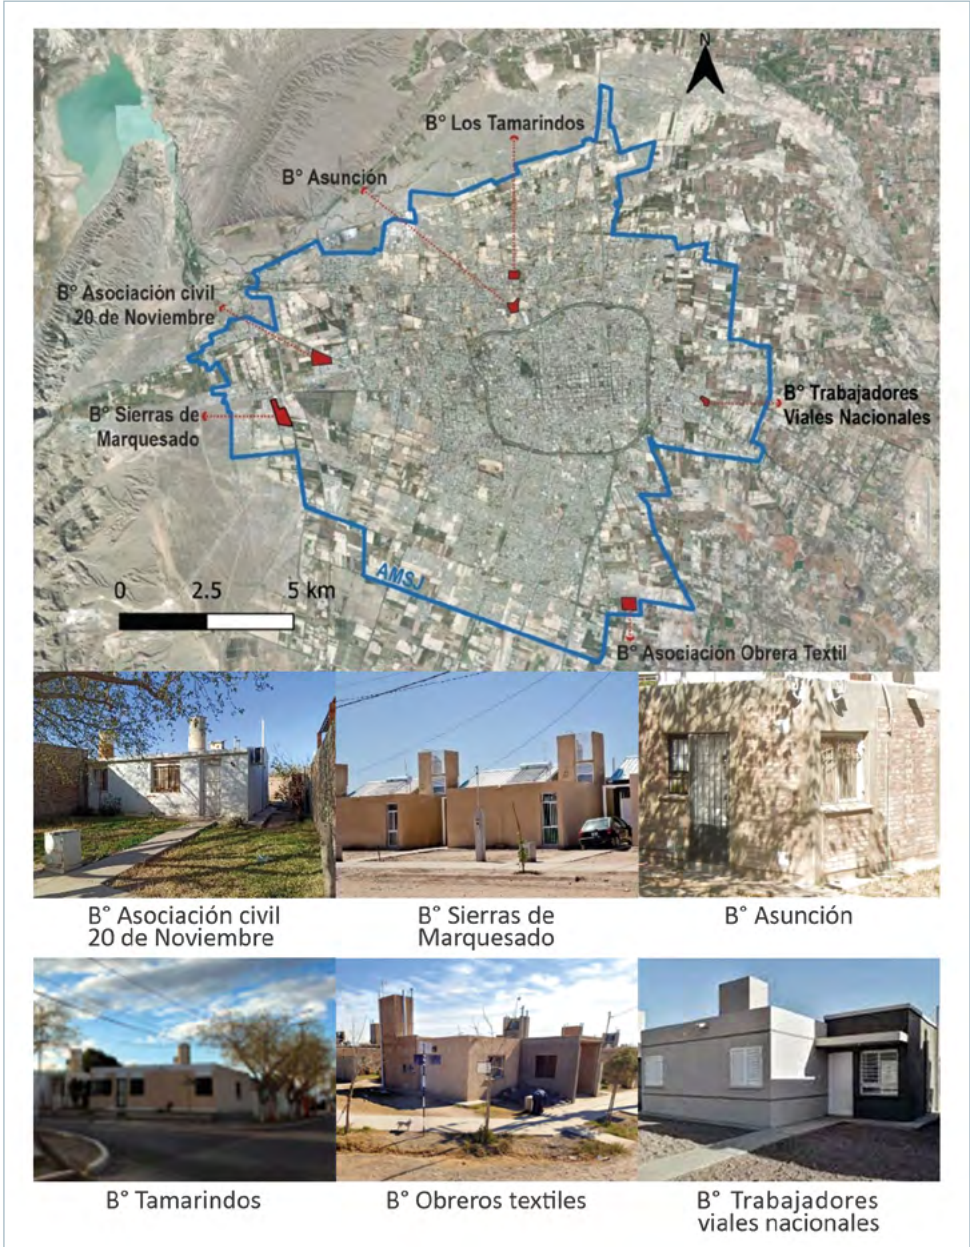 N
B° Los Tamarindos
B° Asunción
B° Asociación civil
20 de Noviembre
B° Sierras de
Marquesado
B° Trabajadores
Viales Nacionales
0 2.5 5 km
AMSJ
B° Asociación Obrera Textil
B° Asociación civil
20 de Noviembre
B° Sierras de
Marquesado
B° Asunción
B° Tamarindos
B° Obreros textiles
B° Trabajadores
viales nacionales